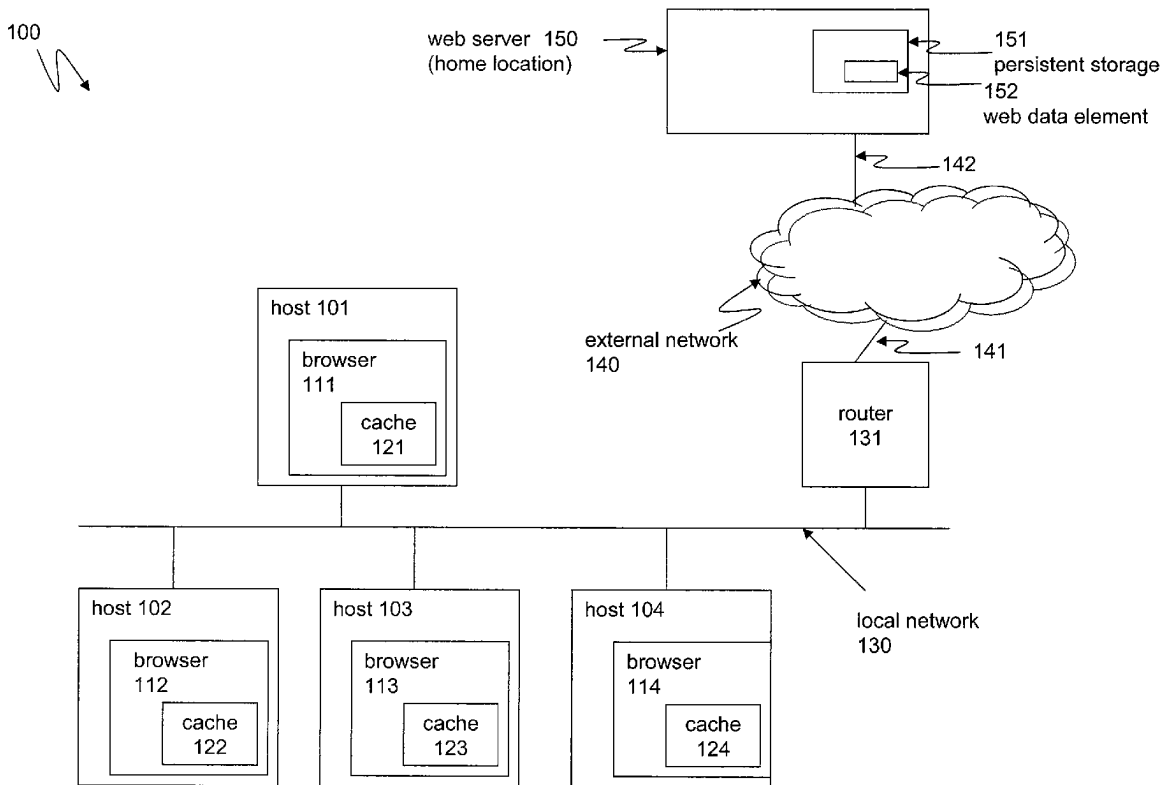 100
web server 150
(home location)
151
persistent storage
152
web data element
142
external network
140
141
host 101
browser
111
cache
121
router
131
host 102
browser
112
cache
122
host 103
browser
113
cache
123
host 104
browser
114
cache
124
local network
130